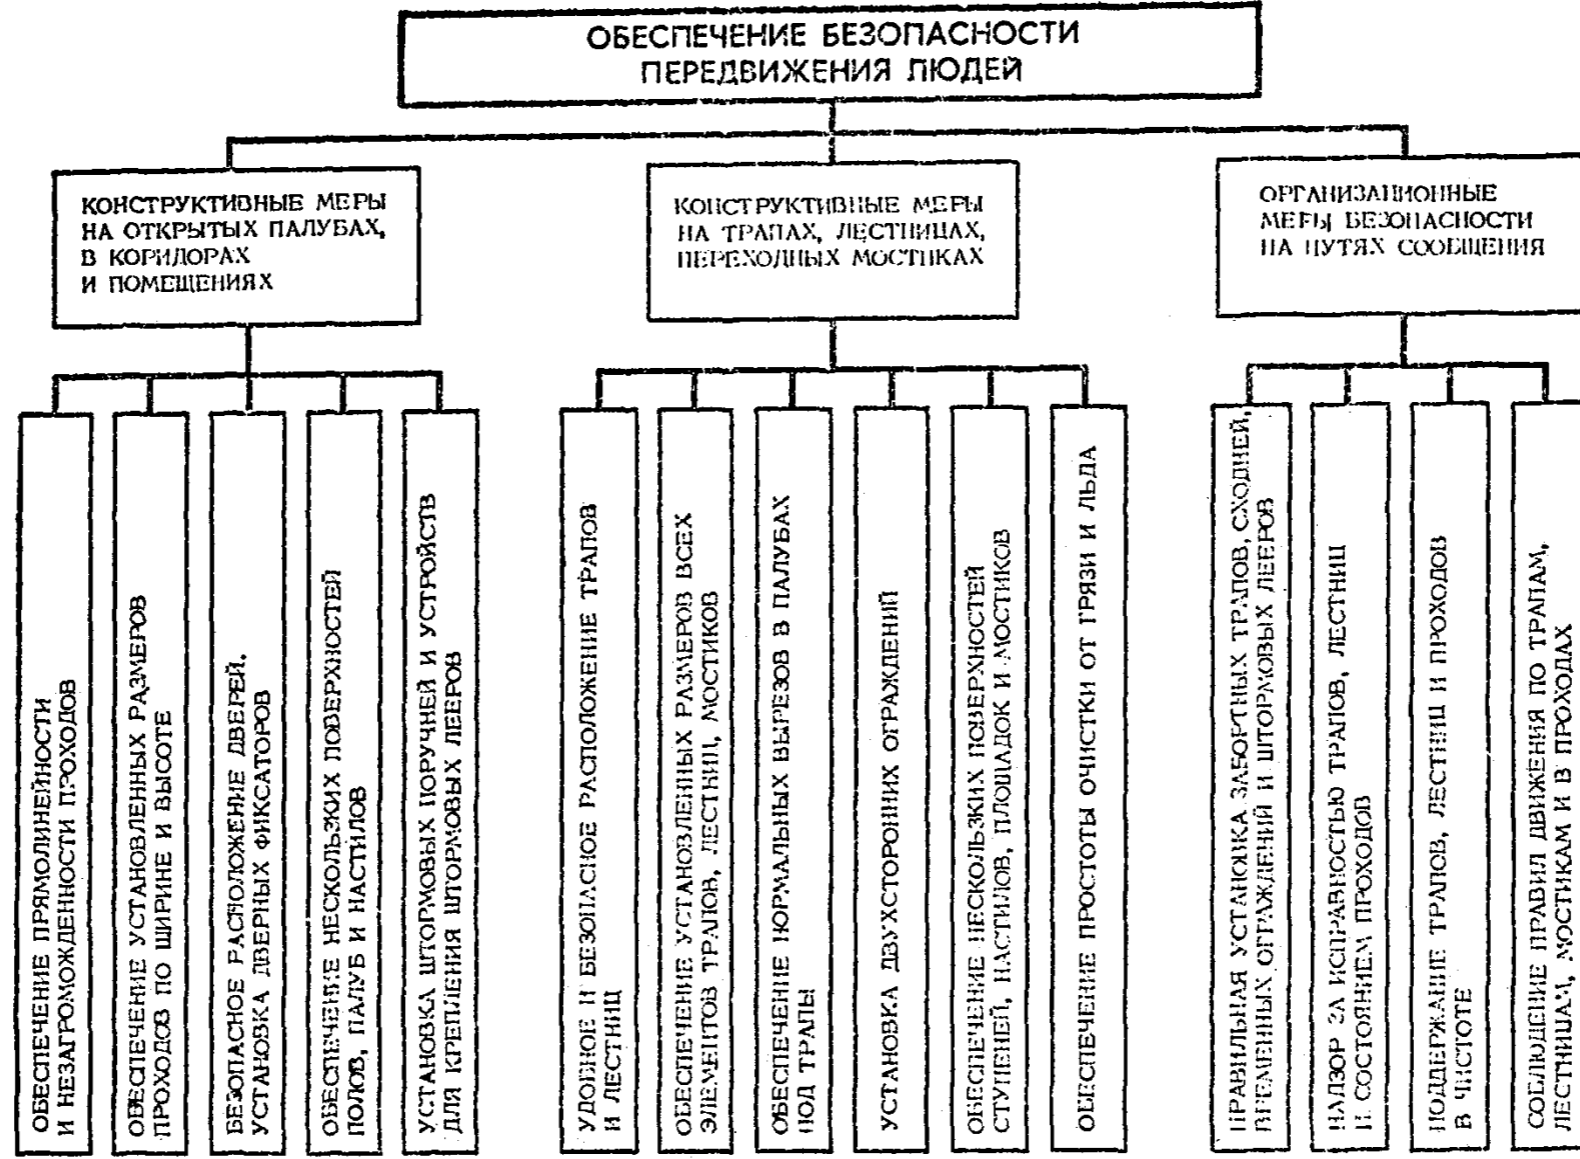 ОБЕСПЕЧЕНИЕ БЕЗОПАСНОСТИ
ПЕРЕДВИЖЕНИЯ ЛЮДЕЙ
КОНСТРУКТИВНЫЕ МЕРЫ
НА ОТКРЫТЫХ ПАЛУБАХ,
В КОРИДОРАХ
И ПОМЕЩЕНИЯХ
КОНСТРУКТИВНЫЕ МЕРЫ
НА ТРАПАХ, ЛЕСТНИЦАХ,
ПЕРЕХОДНЫХ МОСТИКАХ
ОРГАНИЗАЦИОННЫЕ
МЕРЫ БЕЗОПАСНОСТИ
НА ПУТЯХ СООБЩЕНИЯ
ОБЕСПЕЧЕНИЕ ПРЯМОЛИНЕЙНОСТИ
И НЕЗАГРОМОЖДЕННОСТИ ПРОХОДОВ
ОБЕСПЕЧЕНИЕ УСТАНОВЛЕННЫХ РАЗМЕРОВ
ПРОХОДОВ ПО ШИРИНЕ И ВЫСОТЕ
БЕЗОПАСНОЕ РАСПОЛОЖЕНИЕ ДВЕРЕЙ.
УСТАНОВКА ДВЕРНЫХ ФИКСАТОРОВ
ОБЕСПЕЧЕНИЕ НЕСКОЛЬЗКИХ ПОВЕРХНОСТЕЙ
ПОЛОВ, ПАЛУБ И НАСТИЛОВ
УСТАНОВКА ШТОРМОВЫХ ПОРУЧНЕЙ И УСТРОЙСТВ
ДЛЯ КРЕПЛЕНИЯ ШТОРМОВЫХ ЛЕЕРОВ
УДОБНОЕ И БЕЗОПАСНОЕ РАСПОЛОЖЕНИЕ ТРАПОВ
И ЛЕСТНИЦ
ОБЕСПЕЧЕНИЕ УСТАНОВЛЕННЫХ РАЗМЕРОВ ВСЕХ
ЭЛЕМЕНТОВ ТРАПОВ, ЛЕСТНИЦ, МОСТИКОВ
ОБЕСПЕЧЕНИЕ НОРМАЛЬНЫХ ВЫРЕЗОВ В ПАЛУБАХ
ПОД ТРАПЫ
УСТАНОВКА ДВУХСТОРОННИХ ОГРАЖДЕНИЙ
ОБЕСПЕЧЕНИЕ НЕСКОЛЬЗКИХ ПОВЕРХНОСТЕЙ
СТУПЕНЕЙ, НАСТИЛОВ, ПЛОЩАДОК И МОСТИКОВ
ОБЕСПЕЧЕНИЕ ПРОСТОТЫ ОЧИСТКИ ОТ ГРЯЗИ И ЛЬДА
ПРАВИЛЬНАЯ УСТАНОВКА ЗАБОРТНЫХ ТРАПОВ, СХОДНЕЙ,
ВРЕМЕННЫХ ОГРАЖДЕНИЙ И ШТОРМОВЫХ ЛЕЕРОВ
НАДЗОР ЗА ИСПРАВНОСТЬЮ ТРАПОВ, ЛЕСТНИЦ
И СОСТОЯНИЕМ ПРОХОДОВ
ПОДДЕРЖАНИЕ ТРАПОВ, ЛЕСТНИЦ И ПРОХОДОВ
В ЧИСТОТЕ
СОБЛЮДЕНИЕ ПРАВИЛ ДВИЖЕНИЯ ПО ТРАПАМ,
ЛЕСТНИЦАМ, МОСТИКАМ И В ПРОХОДАХ